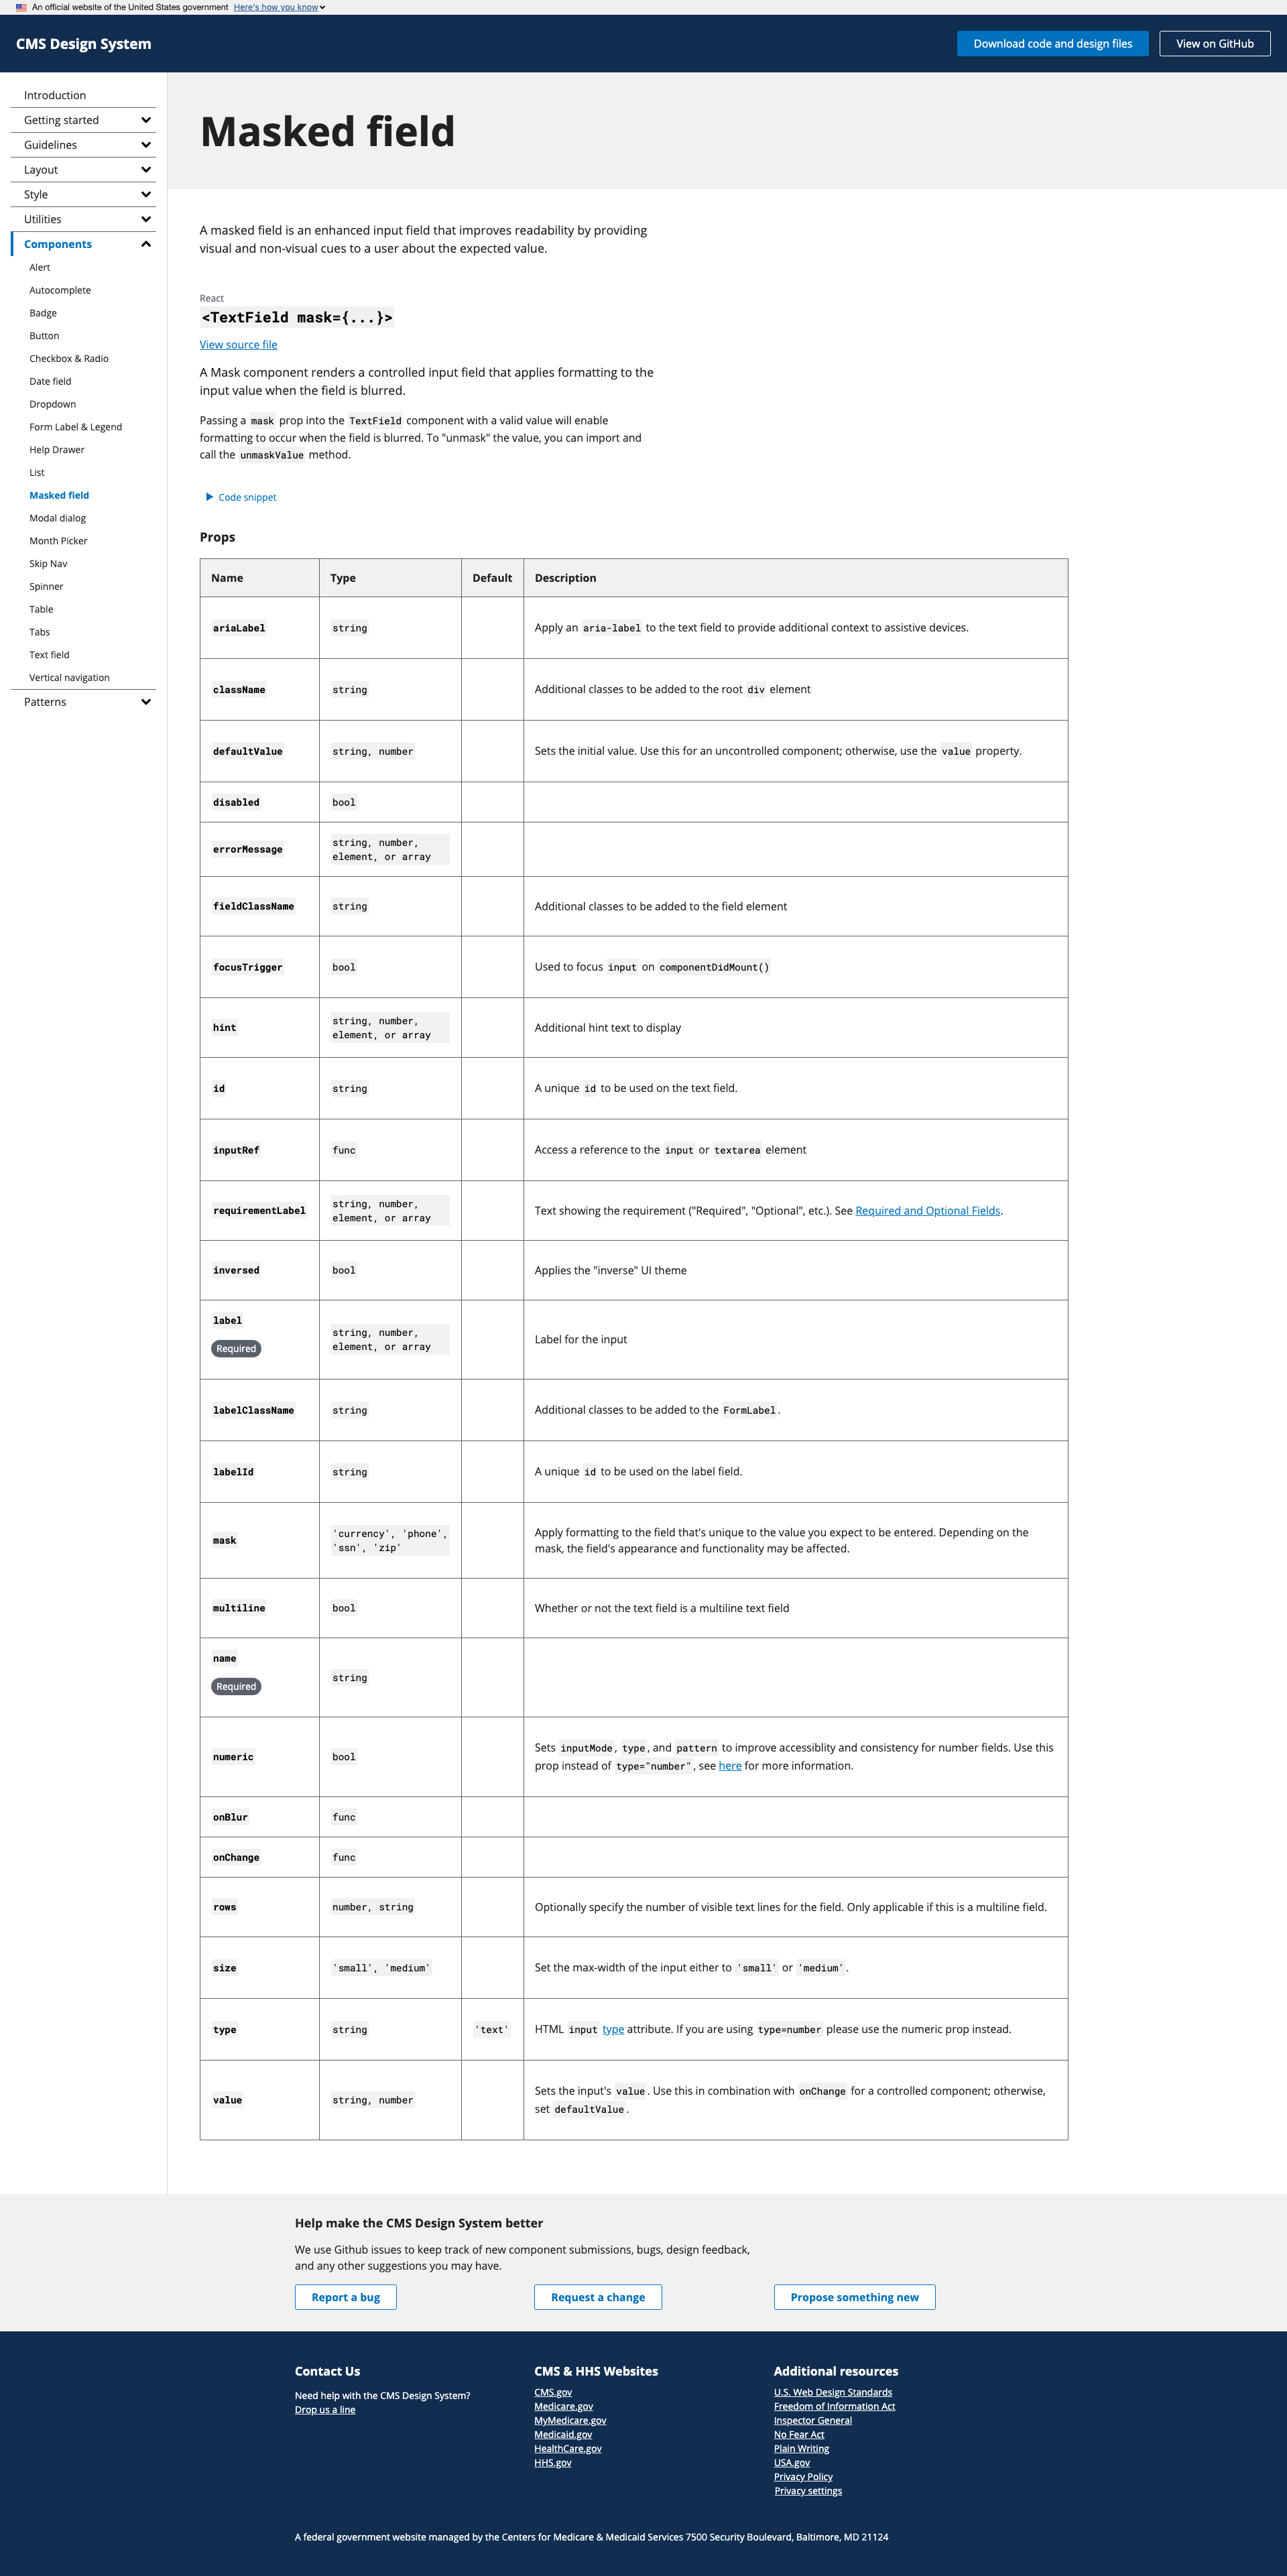 An official website of the United States government Here's how you know
CMS Design System
Download code and design files
View on GitHub
Introduction
Getting started
Guidelines
Layout
Style
Utilities
Components
Alert
Autocomplete
Badge
Button
Checkbox & Radio
Date field
Dropdown
Form Label & Legend
Help Drawer
List
Masked field
Modal dialog
Month Picker
Skip Nav
Spinner
Table
Tabs
Text field
Vertical navigation
Patterns
Masked field
A masked field is an enhanced input field that improves readability by providing
visual and non-visual cues to a user about the expected value.
React
<TextField mask={...}>
View source file
A Mask component renders a controlled input field that applies formatting to the
input value when the field is blurred.
Passing a mask prop into the TextField component with a valid value will enable
formatting to occur when the field is blurred. To "unmask" the value, you can import and
call the unmaskValue method.
Code snippet
Props
Name Type Default Description
ariaLabel string Apply an aria-label to the text field to provide additional context to assistive devices.
className string Additional classes to be added to the root div element
defaultValue string, number Sets the initial value. Use this for an uncontrolled component; otherwise, use the value property.
disabled bool
errorMessage string, number,
element, or array
fieldClassName string Additional classes to be added to the field element
focusTrigger bool Used to focus input on componentDidMount()
hint string, number,
element, or array
Additional hint text to display
id string A unique id to be used on the text field.
inputRef func Access a reference to the input or textarea element
requirementLabel string, number,
element, or array
Text showing the requirement ("Required", "Optional", etc.). See Required and Optional Fields.
inversed bool Applies the "inverse" UI theme
label
Required
string, number,
element, or array
Label for the input
labelClassName string Additional classes to be added to the FormLabel.
labelId string A unique id to be used on the label field.
mask
'currency', 'phone',
'ssn', 'zip'
Apply formatting to the field that's unique to the value you expect to be entered. Depending on the
mask, the field's appearance and functionality may be affected.
multiline bool Whether or not the text field is a multiline text field
name
Required
string
numeric bool
Sets inputMode, type, and pattern to improve accessiblity and consistency for number fields. Use this
prop instead of type="number", see here for more information.
onBlur func
onChange func
rows number, string Optionally specify the number of visible text lines for the field. Only applicable if this is a multiline field.
size 'small', 'medium' Set the max-width of the input either to 'small' or 'medium'.
type string 'text' HTML input type attribute. If you are using type=number please use the numeric prop instead.
value string, number
Sets the input's value. Use this in combination with onChange for a controlled component; otherwise,
set defaultValue.
Help make the CMS Design System better
We use Github issues to keep track of new component submissions, bugs, design feedback,
and any other suggestions you may have.
Report a bug
Request a change
Propose something new
Contact Us
Need help with the CMS Design System?
Drop us a line
CMS & HHS Websites
CMS.gov
Medicare.gov
MyMedicare.gov
Medicaid.gov
HealthCare.gov
HHS.gov
Additional resources
U.S. Web Design Standards
Freedom of Information Act
Inspector General
No Fear Act
Plain Writing
USA.gov
Privacy Policy
Privacy settings
A federal government website managed by the Centers for Medicare & Medicaid Services 7500 Security Boulevard, Baltimore, MD 21124